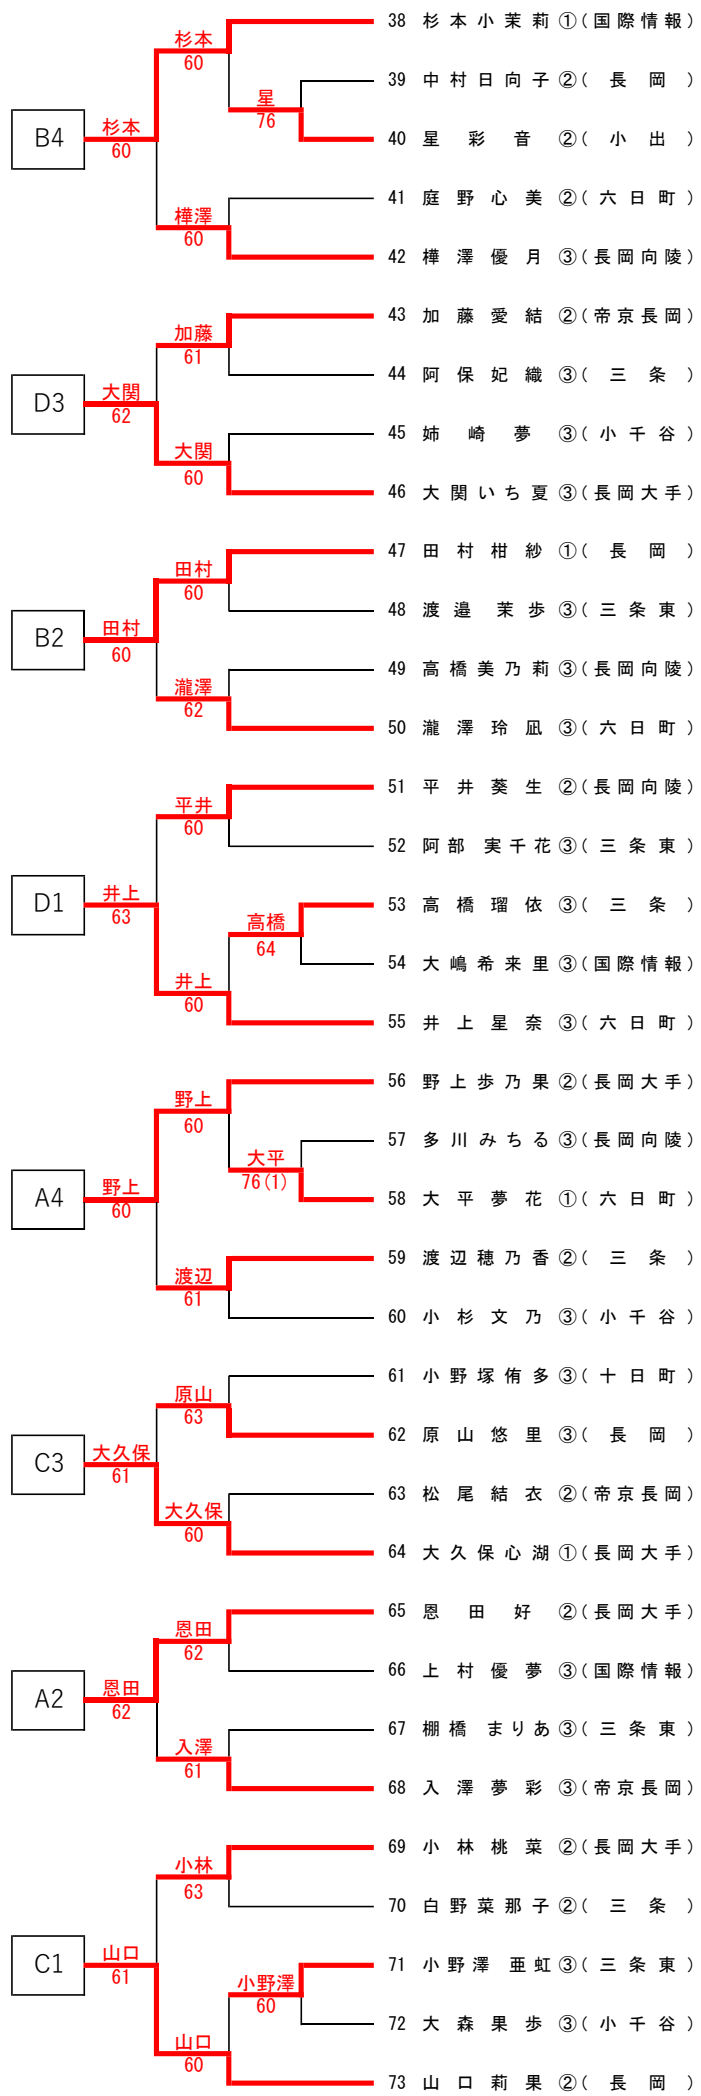 38 杉本小茉莉 ①(国際情報)
杉本
60
39 中村日向子 ②( 長岡 )
星
76
B4
杉本
60
40 星彩音 ②( 小出 )
41 庭野心美 ②( 六日町 )
樺澤
60
42 樺澤優月 ③(長岡向陵)
43 加藤愛結 ②(帝京長岡)
加藤
61
44 阿保妃織 ③( 三条 )
D3
大関
62
45 姉崎夢 ③( 小千谷 )
大関
60
46 大関いち夏 ③(長岡大手)
47 田村柑紗 ①( 長岡 )
田村
60
48 渡邉茉歩 ③( 三条東 )
B2
田村
60
49 高橋美乃莉 ③(長岡向陵)
瀧澤
62
50 瀧澤玲凪 ③( 六日町 )
51 平井葵生 ②(長岡向陵)
平井
60
52 阿部 実千花 ③( 三条東 )
D1
井上
63
53 高橋瑠依 ③( 三条 )
高橋
64
54 大嶋希来里 ③(国際情報)
井上
60
55 井上星奈 ③( 六日町 )
56 野上歩乃果 ②(長岡大手)
野上
60
57 多川みちる ③(長岡向陵)
大平
76(1)
A4
野上
60
58 大平夢花 ①( 六日町 )
59 渡辺穂乃香 ②( 三条 )
渡辺
61
60 小杉文乃 ③( 小千谷 )
61 小野塚侑多 ③( 十日町 )
原山
63
62 原山悠里 ③( 長岡 )
C3
大久保
61
63 松尾結衣 ②(帝京長岡)
大久保
60
64 大久保心湖 ①(長岡大手)
65 恩田好 ②(長岡大手)
恩田
62
66 上村優夢 ③(国際情報)
A2
恩田
62
67 棚橋 まりあ ③( 三条東 )
入澤
61
68 入澤夢彩 ③(帝京長岡)
69 小林桃菜 ②(長岡大手)
小林
63
70 白野菜那子 ②( 三条 )
C1
山口
61
71 小野澤 亜虹 ③( 三条東 )
小野澤
60
72 大森果歩 ③( 小千谷 )
山口
60
73 山口莉果 ②( 長岡 )